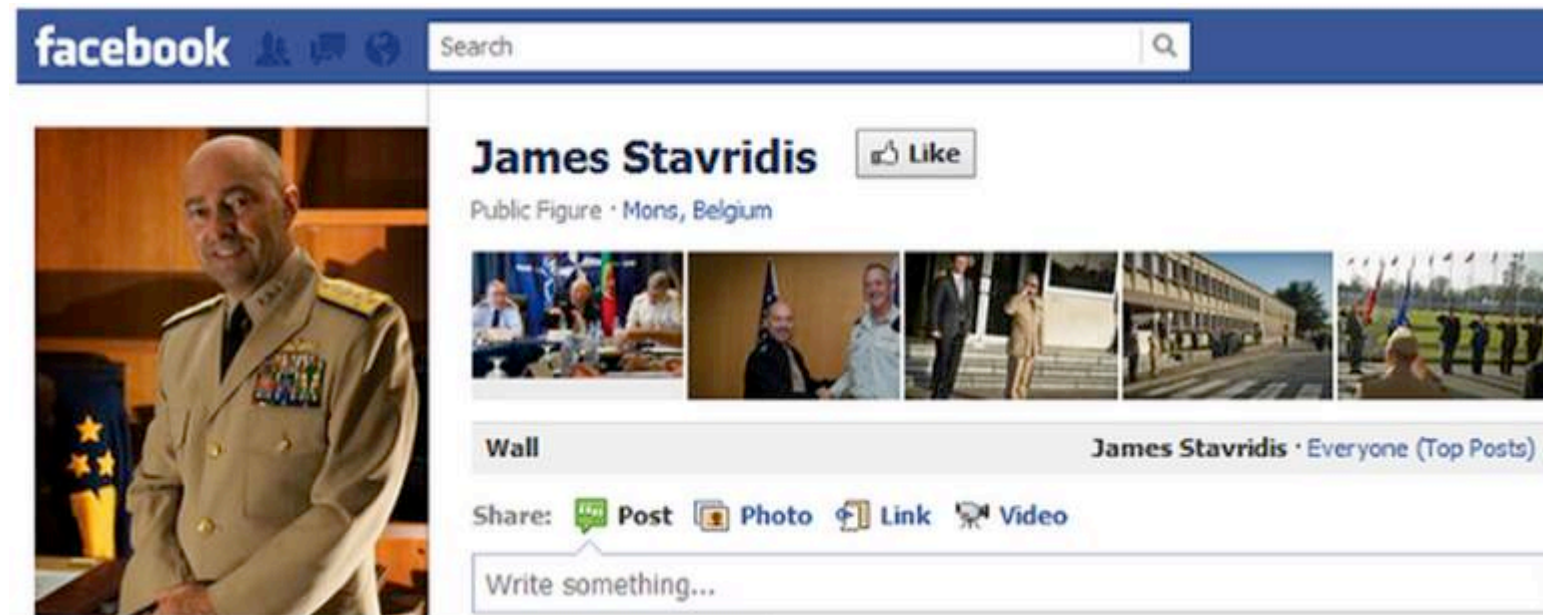 facebook Search
James Stavridis Like
Public Figure · Mons, Belgium
Wall James Stavridis · Everyone (Top Posts)
Share: Post Photo Link Video
Write something...